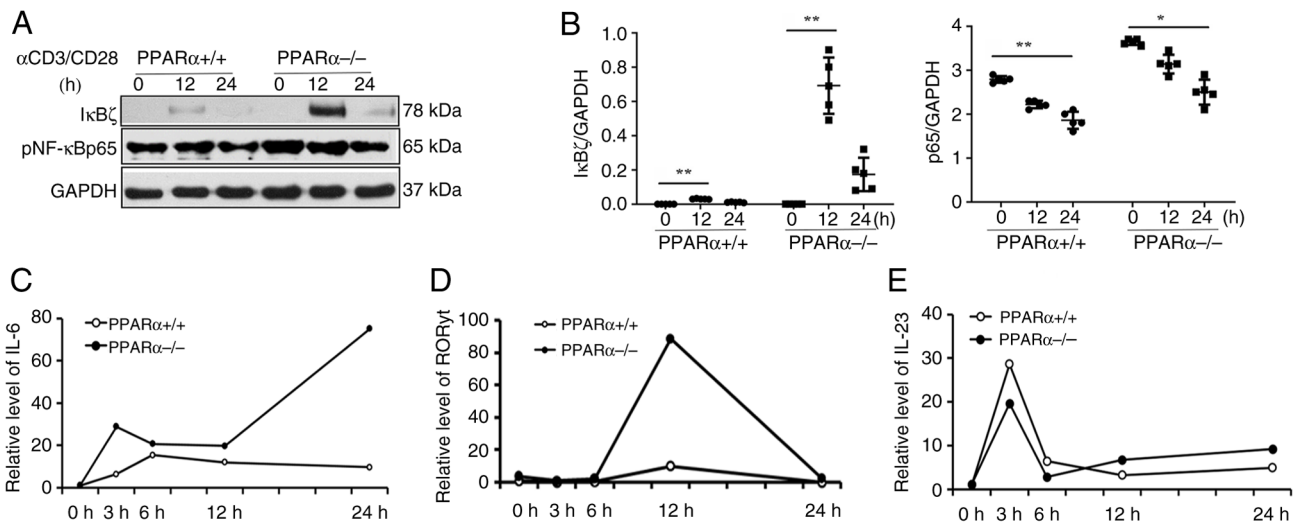 A
αCD3/CD28 PPARα+/+ PPARα−/−
(h) 0 12 24 0 12 24
IκBζ 78 kDa
pNF-κBp65 65 kDa
GAPDH 37 kDa
B
IκBζ/GAPDH
1.0
0.8
0.6
0.4
0.2
0.0
**
**
0 12 24 0 12 24 (h)
PPARα+/+ PPARα−/−
p65/GAPDH
4
3
2
1
0
**
*
0 12 24 0 12 24 (h)
PPARα+/+ PPARα−/−
C
Relative level of IL-6
80
60
40
20
0
PPARα+/+
PPARα−/−
0 h 3 h 6 h 12 h 24 h
D
Relative level of RORγt
100
80
60
40
20
0
PPARα+/+
PPARα−/−
0 h 3 h 6 h 12 h 24 h
E
Relative level of IL-23
40
30
20
10
0
PPARα+/+
PPARα−/−
0 h 3 h 6 h 12 h 24 h